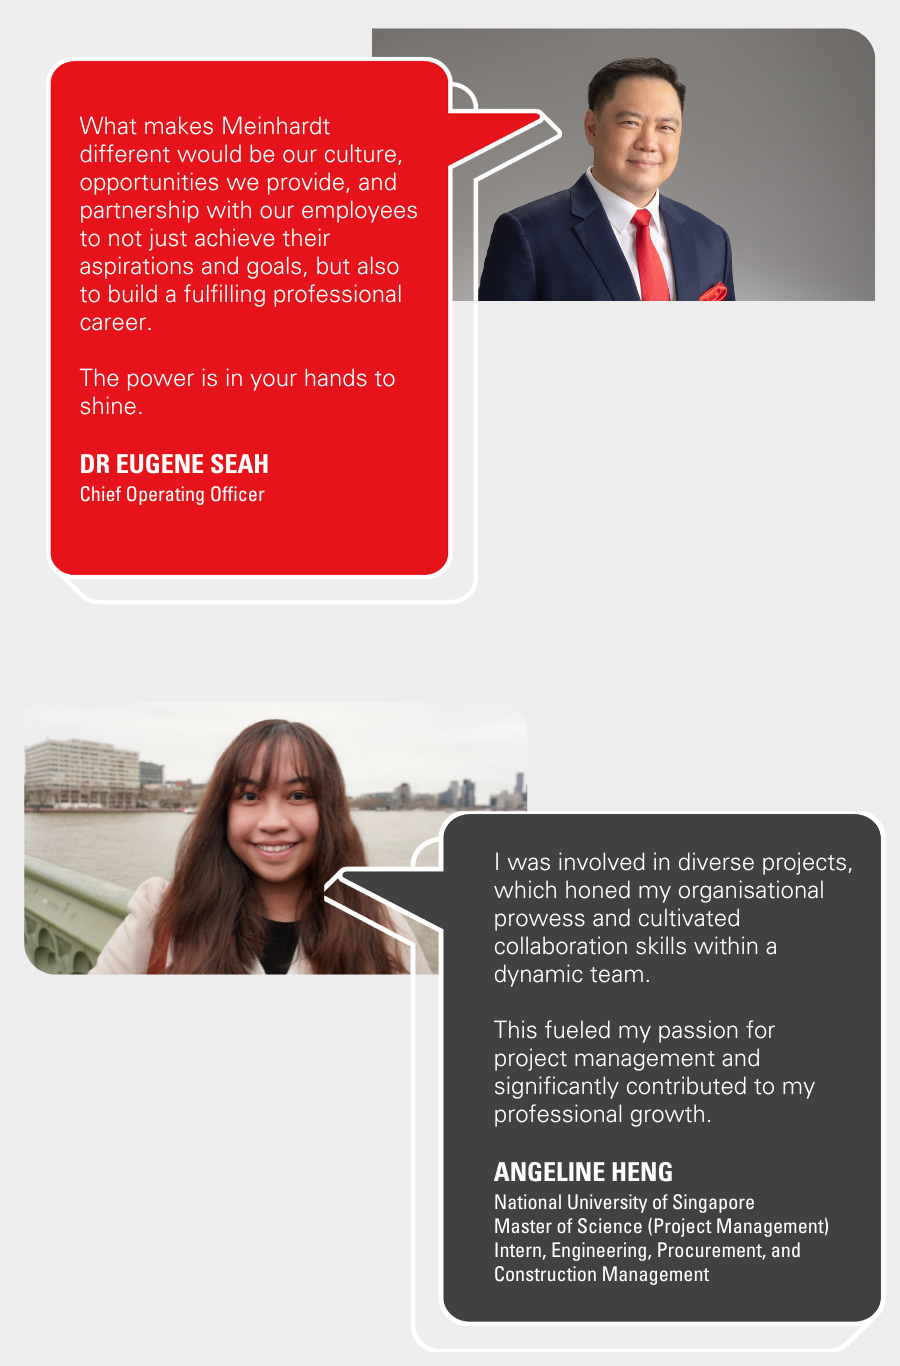 What makes Meinhardt
different would be our culture,
opportunities we provide, and
partnership with our employees
to not just achieve their
aspirations and goals, but also
to build a fulfilling professional
career.
The power is in your hands to
shine.
DR EUGENE SEAH
Chief Operating Officer
I was involved in diverse projects,
which honed my organisational
prowess and cultivated
collaboration skills within a
dynamic team.
This fueled my passion for
project management and
significantly contributed to my
professional growth.
ANGELINE HENG
National University of Singapore
Master of Science (Project Management)
Intern, Engineering, Procurement, and
Construction Management